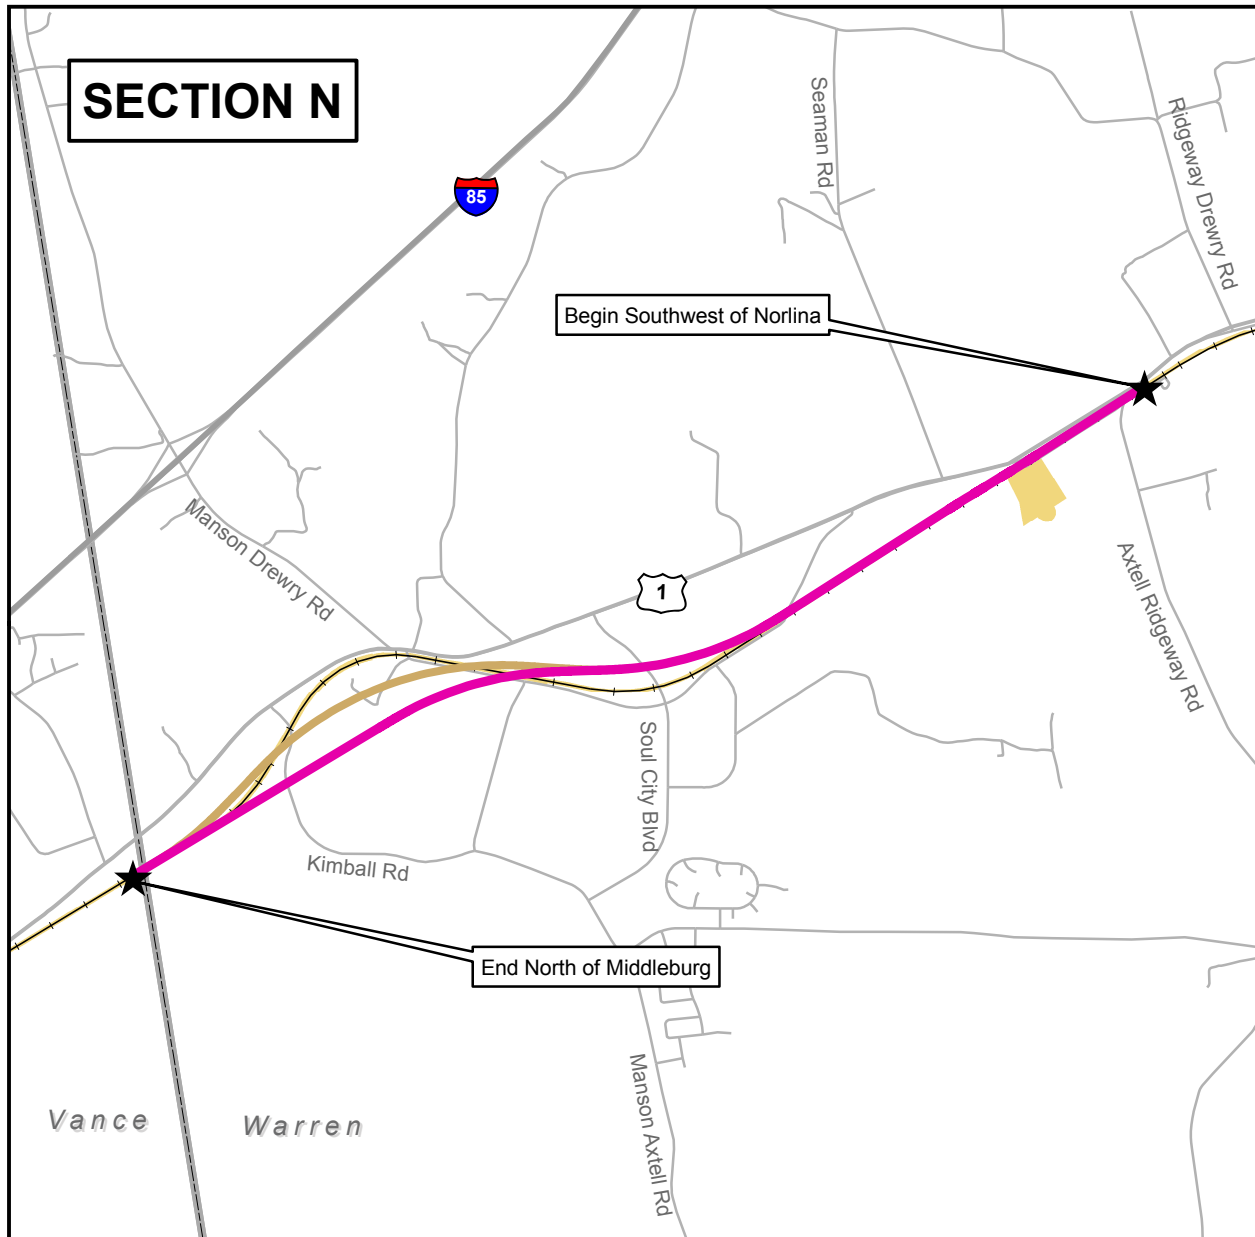 SECTION N
85
Seaman Rd
Ridgeway Drewry Rd
Begin Southwest of Norlina
Manson Drewry Rd
1
Axtell Ridgeway Rd
Soul City Blvd
Kimball Rd
End North of Middleburg
Manson Axtell Rd
Vance
Warren